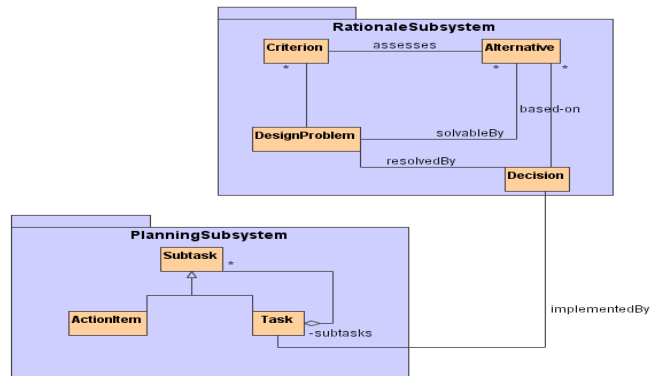 RationaleSubsystem
Criterion
assesses
Alternative
*
*
*
based-on
DesignProblem
solvableBy
resolvedBy
Decision
PlanningSubsystem
Subtask
*
ActionItem
Task
-subtasks
implementedBy